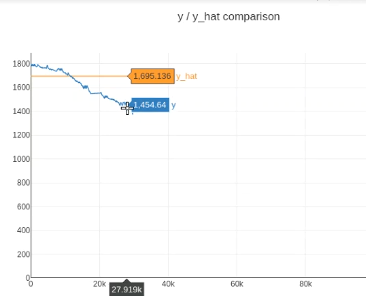 y / y_hat comparison
1800
1,695.136 y_hat
1600
1,454.64 y
1400
1200
1000
800
600
400
200
0
0 20k 40k 60k 80k
27.919k